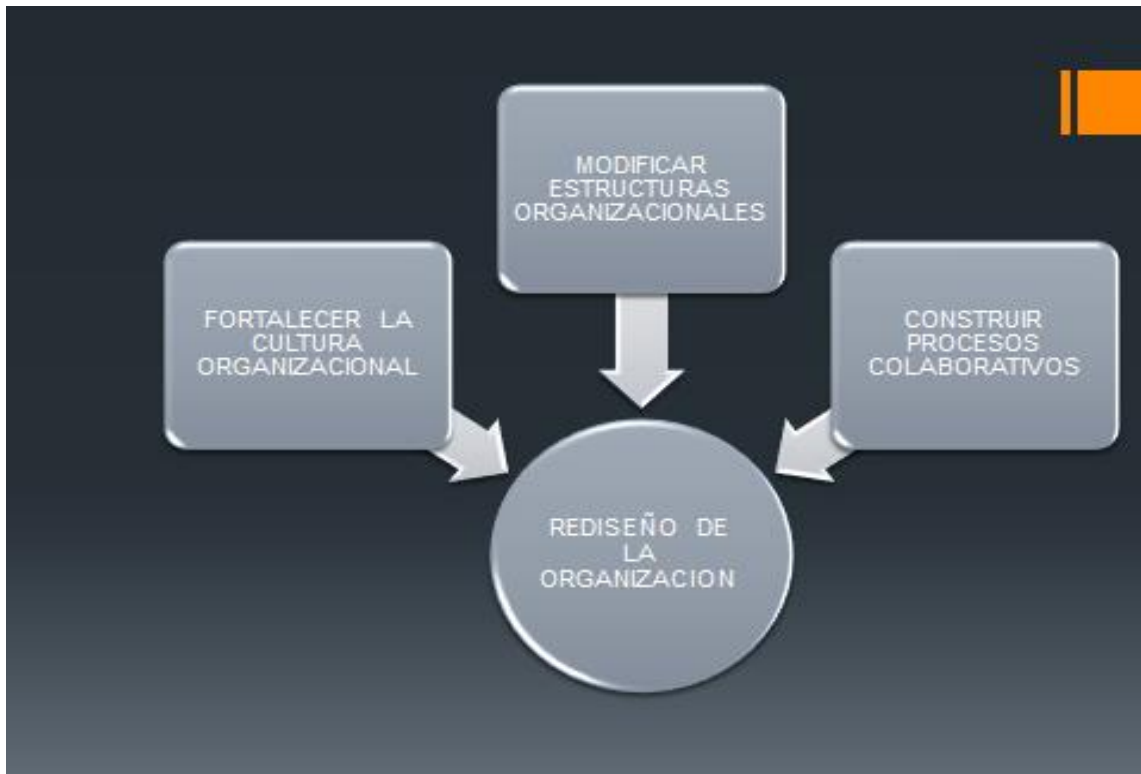 MODIFICAR
ESTRUCTURAS
ORGANIZACIONALES
FORTALECER LA
CULTURA
ORGANIZACIONAL
CONSTRUIR
PROCESOS
COLABORATIVOS
REDISEÑO DE
LA
ORGANIZACION